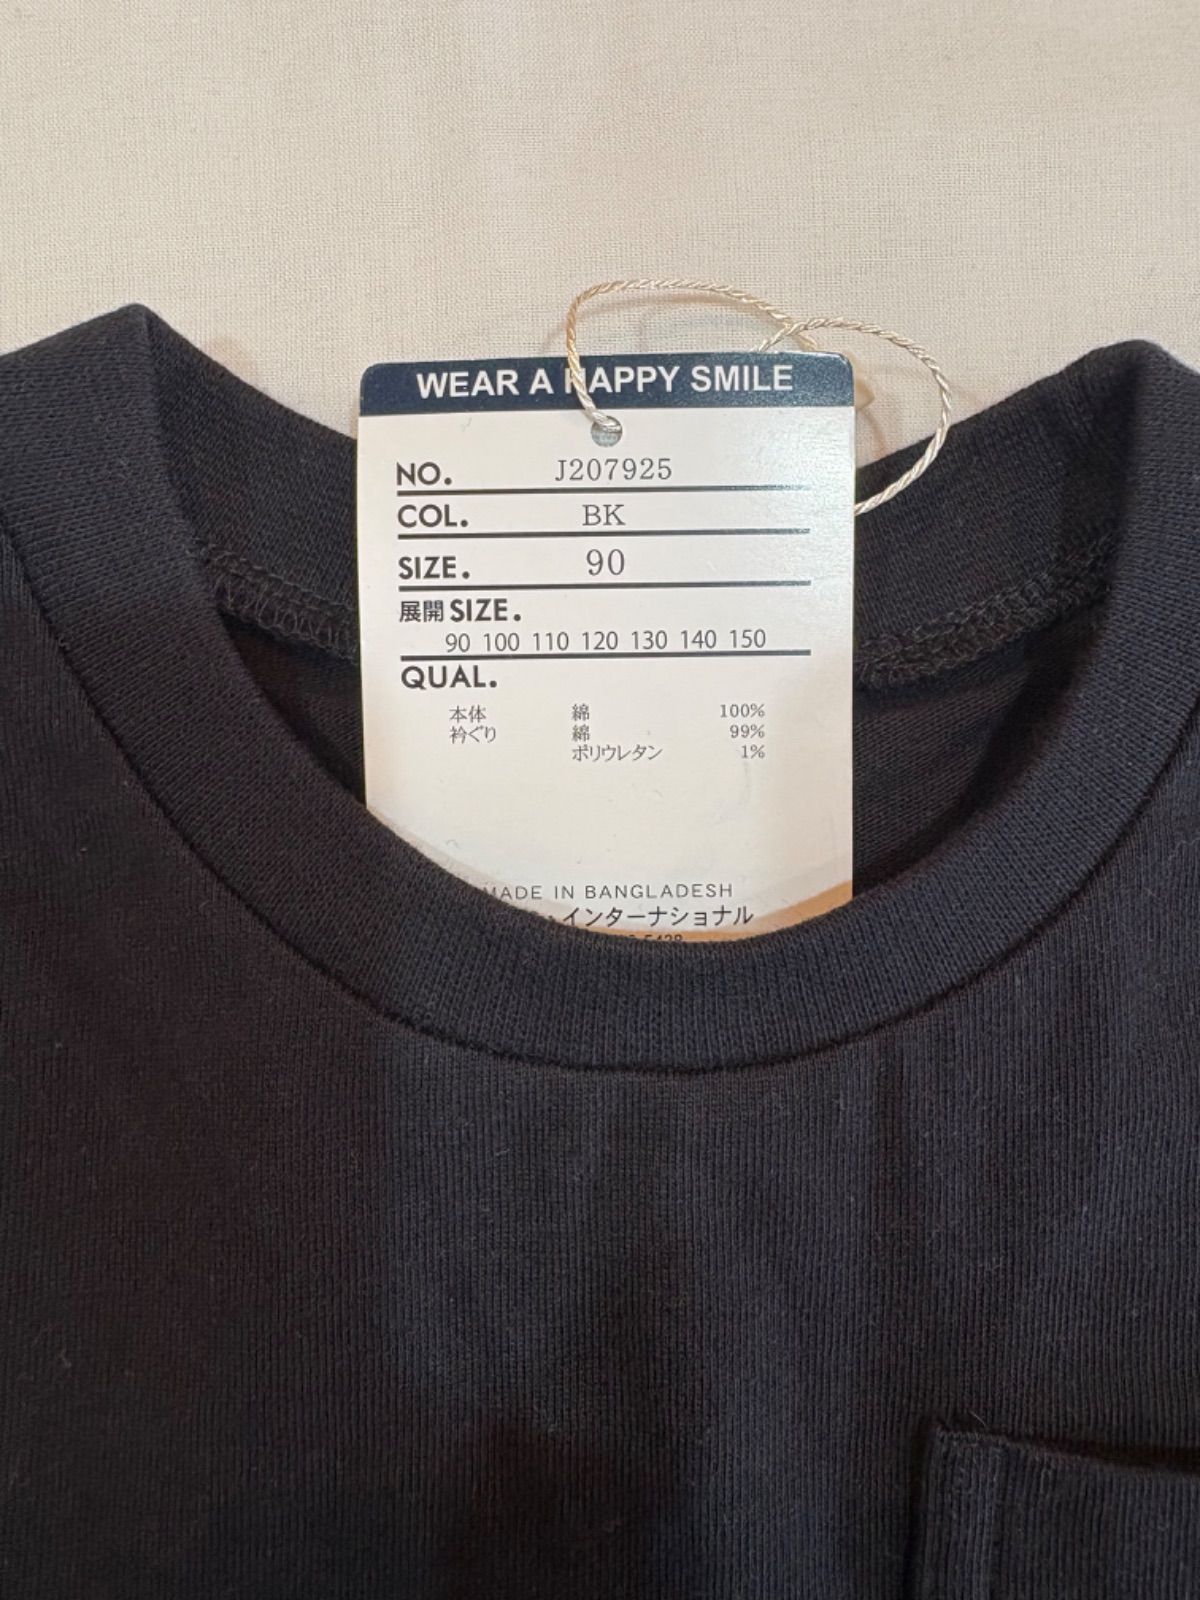 WEAR A HAPPY SMILE
NO. J207925
COL. BK
SIZE. 90
展開 SIZE.
90 100 110 120 130 140 150
QUAL.
本体 綿 100%
衿ぐり 綿 99%
ポリウレタン 1%
MADE IN BANGLADESH
・インターナショナル